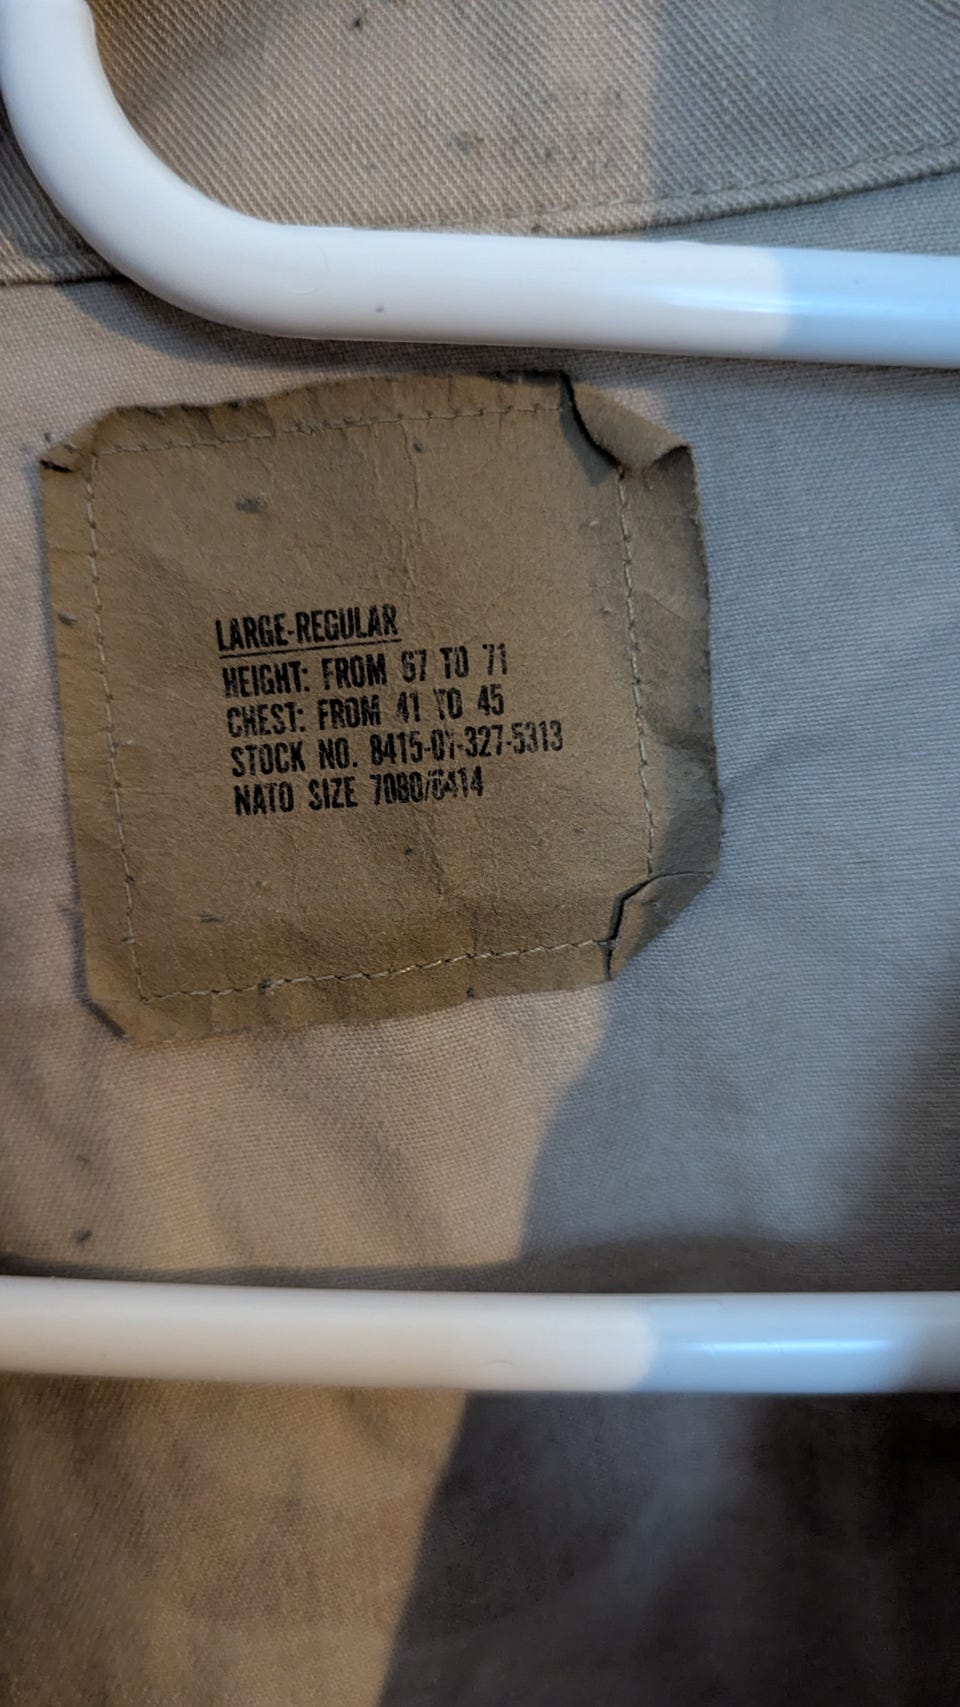 LARGE-REGULAR
HEIGHT: FROM 67 TO 71
CHEST: FROM 41 TO 45
STOCK NO. 8415-01-327-5313
NATO SIZE 7080/0414